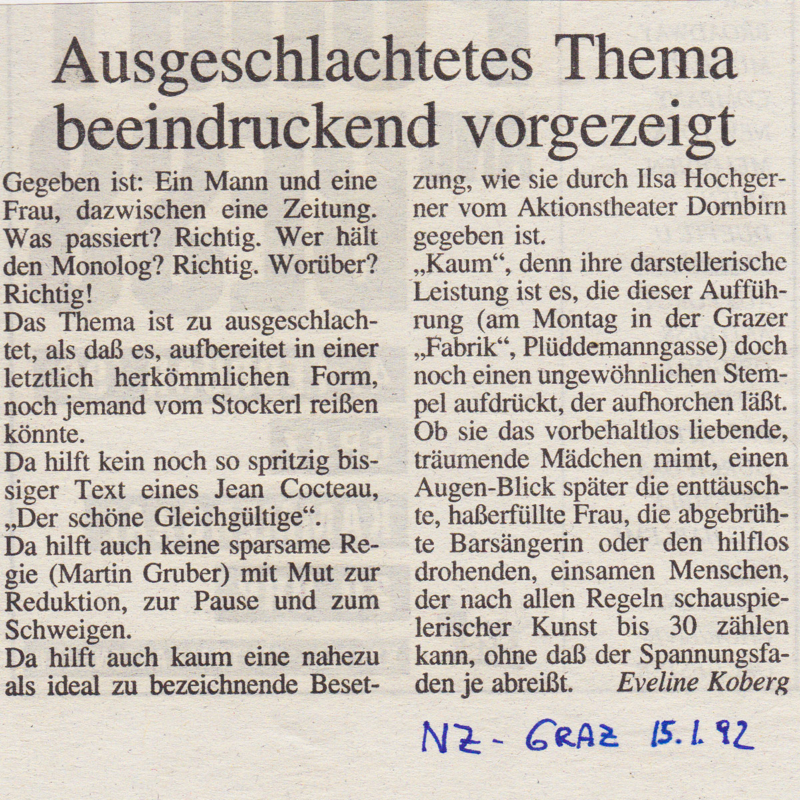 Ausgeschlachtetes Thema
beeindruckend vorgezeigt
Gegeben ist: Ein Mann und eine
Frau, dazwischen eine Zeitung.
Was passiert? Richtig. Wer hält
den Monolog? Richtig. Worüber?
Richtig!
Das Thema ist zu ausgeschlach-
tet, als daß es, aufbereitet in einer
letztlich herkömmlichen Form,
noch jemand vom Stockerl reißen
könnte.
Da hilft kein noch so spritzig bis-
siger Text eines Jean Cocteau,
„Der schöne Gleichgültige“.
Da hilft auch keine sparsame Re-
gie (Martin Gruber) mit Mut zur
Reduktion, zur Pause und zum
Schweigen.
Da hilft auch kaum eine nahezu
als ideal zu bezeichnende Beset-
zung, wie sie durch Ilsa Hochger-
ner vom Aktionstheater Dornbirn
gegeben ist.
„Kaum“, denn ihre darstellerische
Leistung ist es, die dieser Auffüh-
rung (am Montag in der Grazer
„Fabrik“, Plüddemanngasse) doch
noch einen ungewöhnlichen Stem-
pel aufdrückt, der aufhorchen läßt.
Ob sie das vorbehaltlos liebende,
träumende Mädchen mimt, einen
Augen-Blick später die enttäusch-
te, haßerfüllte Frau, die abgebrüh-
te Barsängerin oder den hilflos
drohenden, einsamen Menschen,
der nach allen Regeln schauspie-
lerischer Kunst bis 30 zählen
kann, ohne daß der Spannungsfa-
den je abreißt. Eveline Koberg
NZ - GRAZ 15.1.92